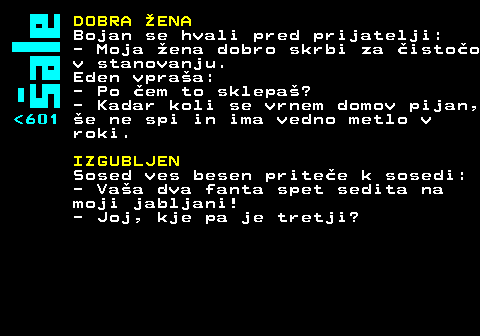 šale
<601
DOBRA ŽENA
Bojan se hvali pred prijatelji:
- Moja žena dobro skrbi za čistočo
v stanovanju.
Eden vpraša:
- Po čem to sklepaš?
- Kadar koli se vrnem domov pijan,
še ne spi in ima vedno metlo v
roki.
IZGUBLJEN
Sosed ves besen priteče k sosedi:
- Vaša dva fanta spet sedita na
moji jabljani!
- Joj, kje pa je tretji?